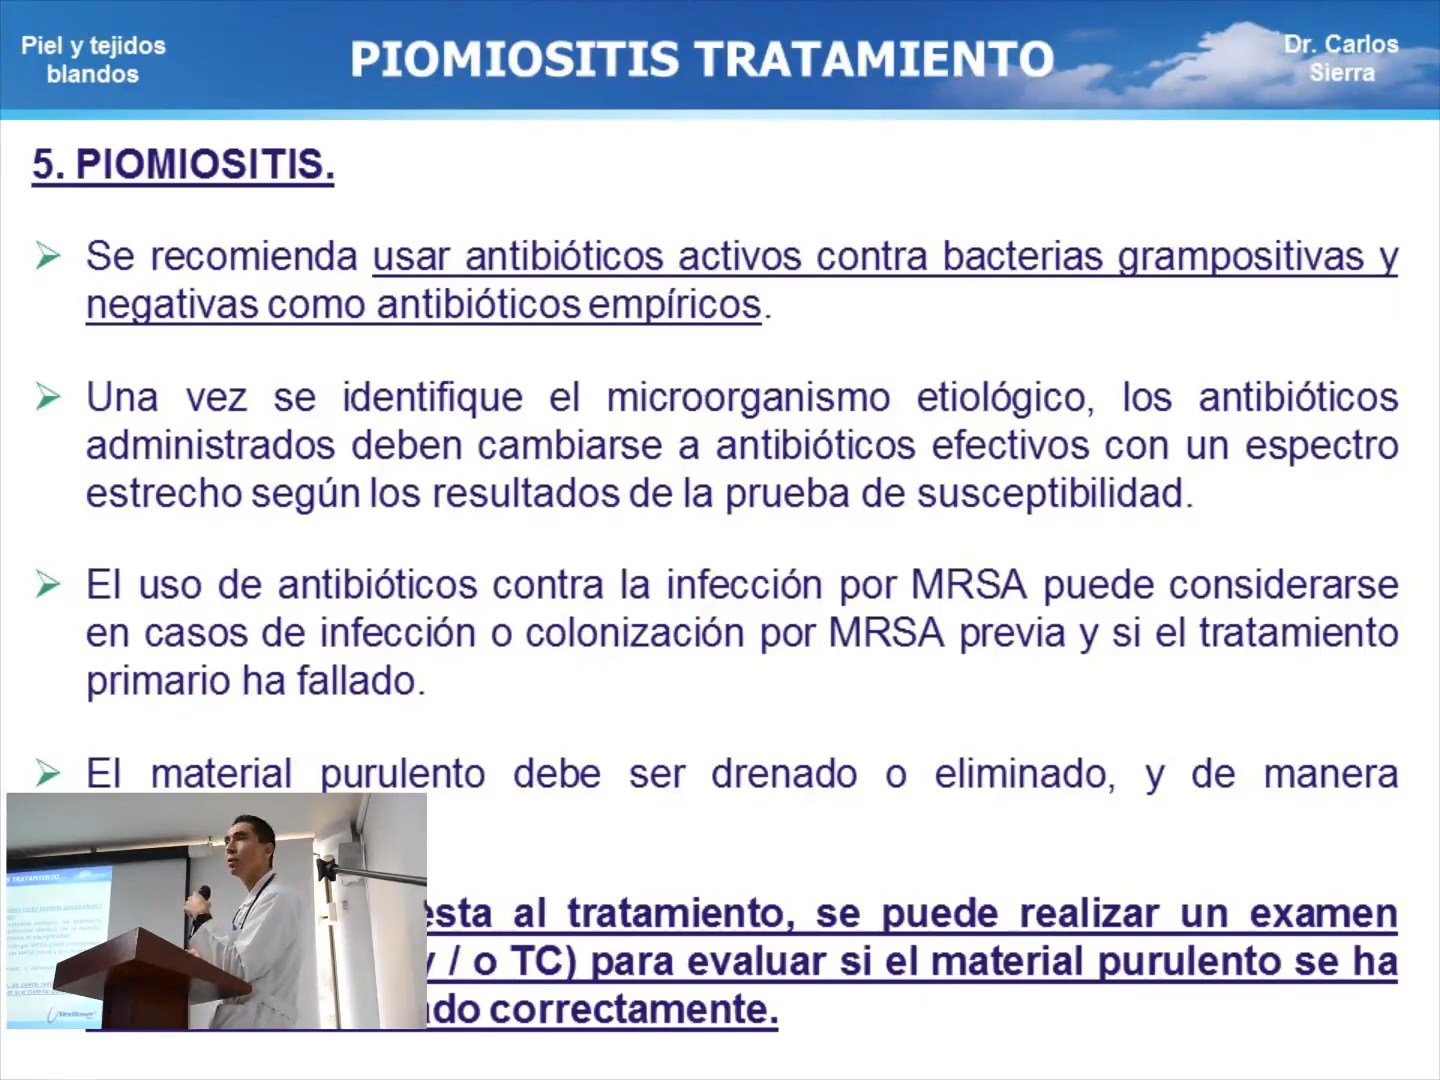 Piel y tejidos
blandos
PIOMIOSITIS TRATAMIENTO
Dr. Carlos
Sierra
5. PIOMIOSITIS.
Se recomienda usar antibióticos activos contra bacterias grampositivas y
negativas como antibióticos empíricos.
Una vez se identifique el microorganismo etiológico, los antibióticos
administrados deben cambiarse a antibióticos efectivos con un espectro
estrecho según los resultados de la prueba de susceptibilidad.
El uso de antibióticos contra la infección por MRSA puede considerarse
en casos de infección o colonización por MRSA previa y si el tratamiento
primario ha fallado.
El material purulento debe ser drenado o eliminado, y de manera
al tratamiento, se puede realizar un examen
y / o TC) para evaluar si el material purulento se ha
correctamente.